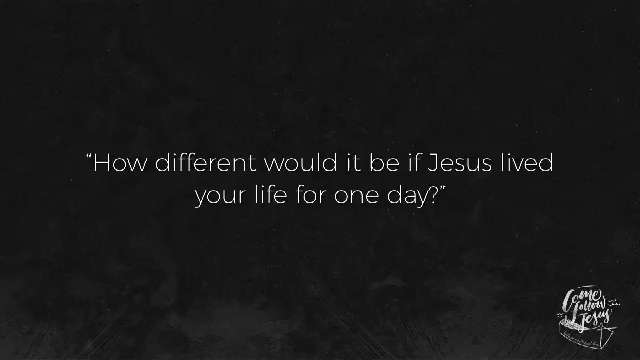 “How different would it be if Jesus lived
your life for one day?”
Come
follow
Jesus